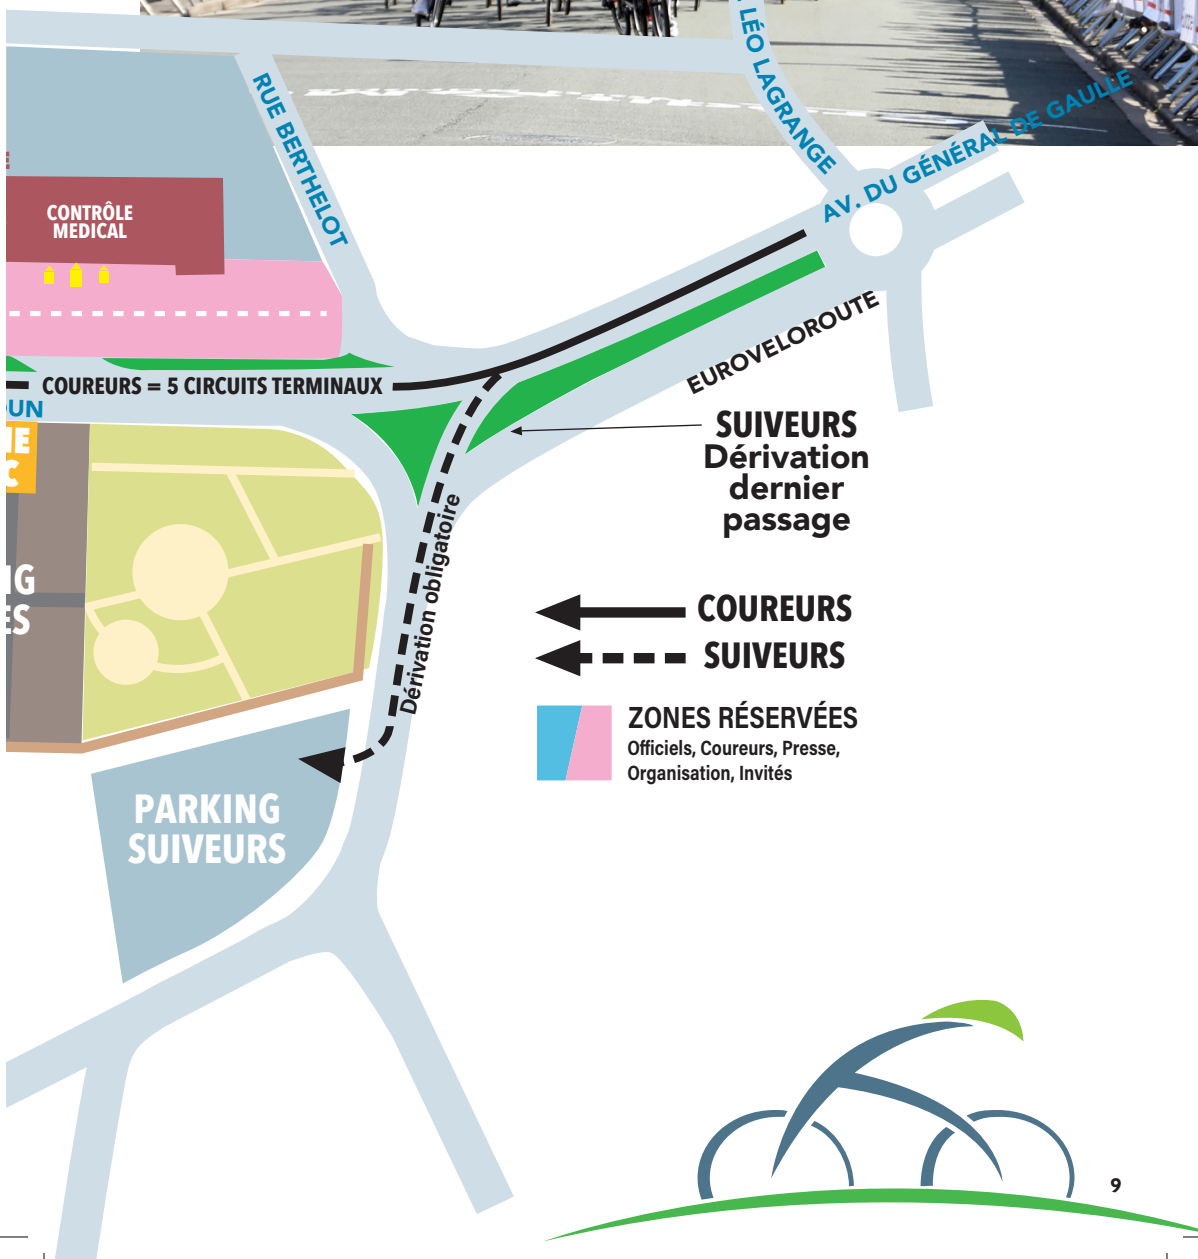 LÉO LAGRANGE
AV. DU GÉNÉRAL DE GAULLE
RUE BERTHELOT
CONTRÔLE
MEDICAL
EUROVELOROUTE
COUREURS = 5 CIRCUITS TERMINAUX
SUIVEURS
Dérivation
dernier
passage
Dérivation obligatoire
COUREURS
SUIVEURS
ZONES RÉSERVÉES
Officiels, Coureurs, Presse,
Organisation, Invités
PARKING
SUIVEURS
9